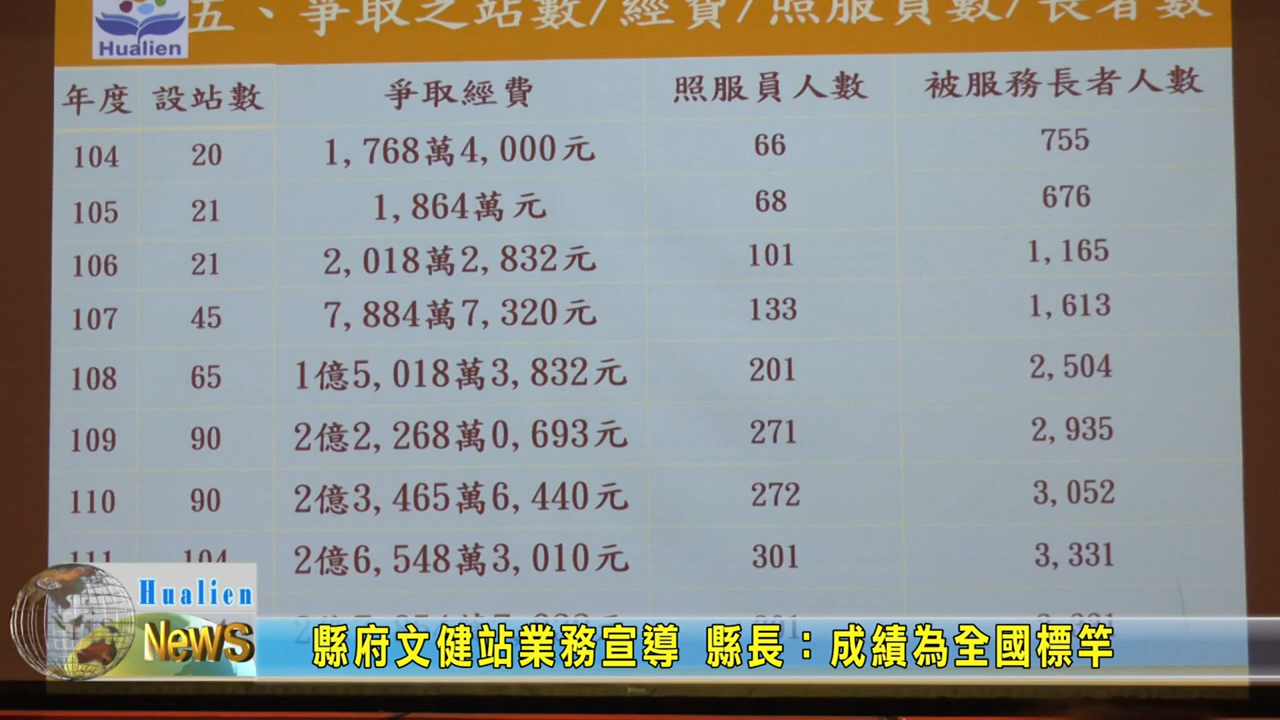 五、爭取之站數/經費/照服員數/長者數
Hualien
年度 設站數 爭取經費 照服員人數 被服務長者人數
104 20 1,768萬4,000元 66 755
105 21 1,864萬元 68 676
106 21 2,018萬2,832元 101 1,165
107 45 7,884萬7,320元 133 1,613
108 65 1億5,018萬3,832元 201 2,504
109 90 2億2,268萬0,693元 271 2,935
110 90 2億3,465萬6,440元 272 3,052
111 104 2億6,548萬3,010元 301 3,331
Hualien
News
縣府文健站業務宣導 縣長：成績為全國標竿